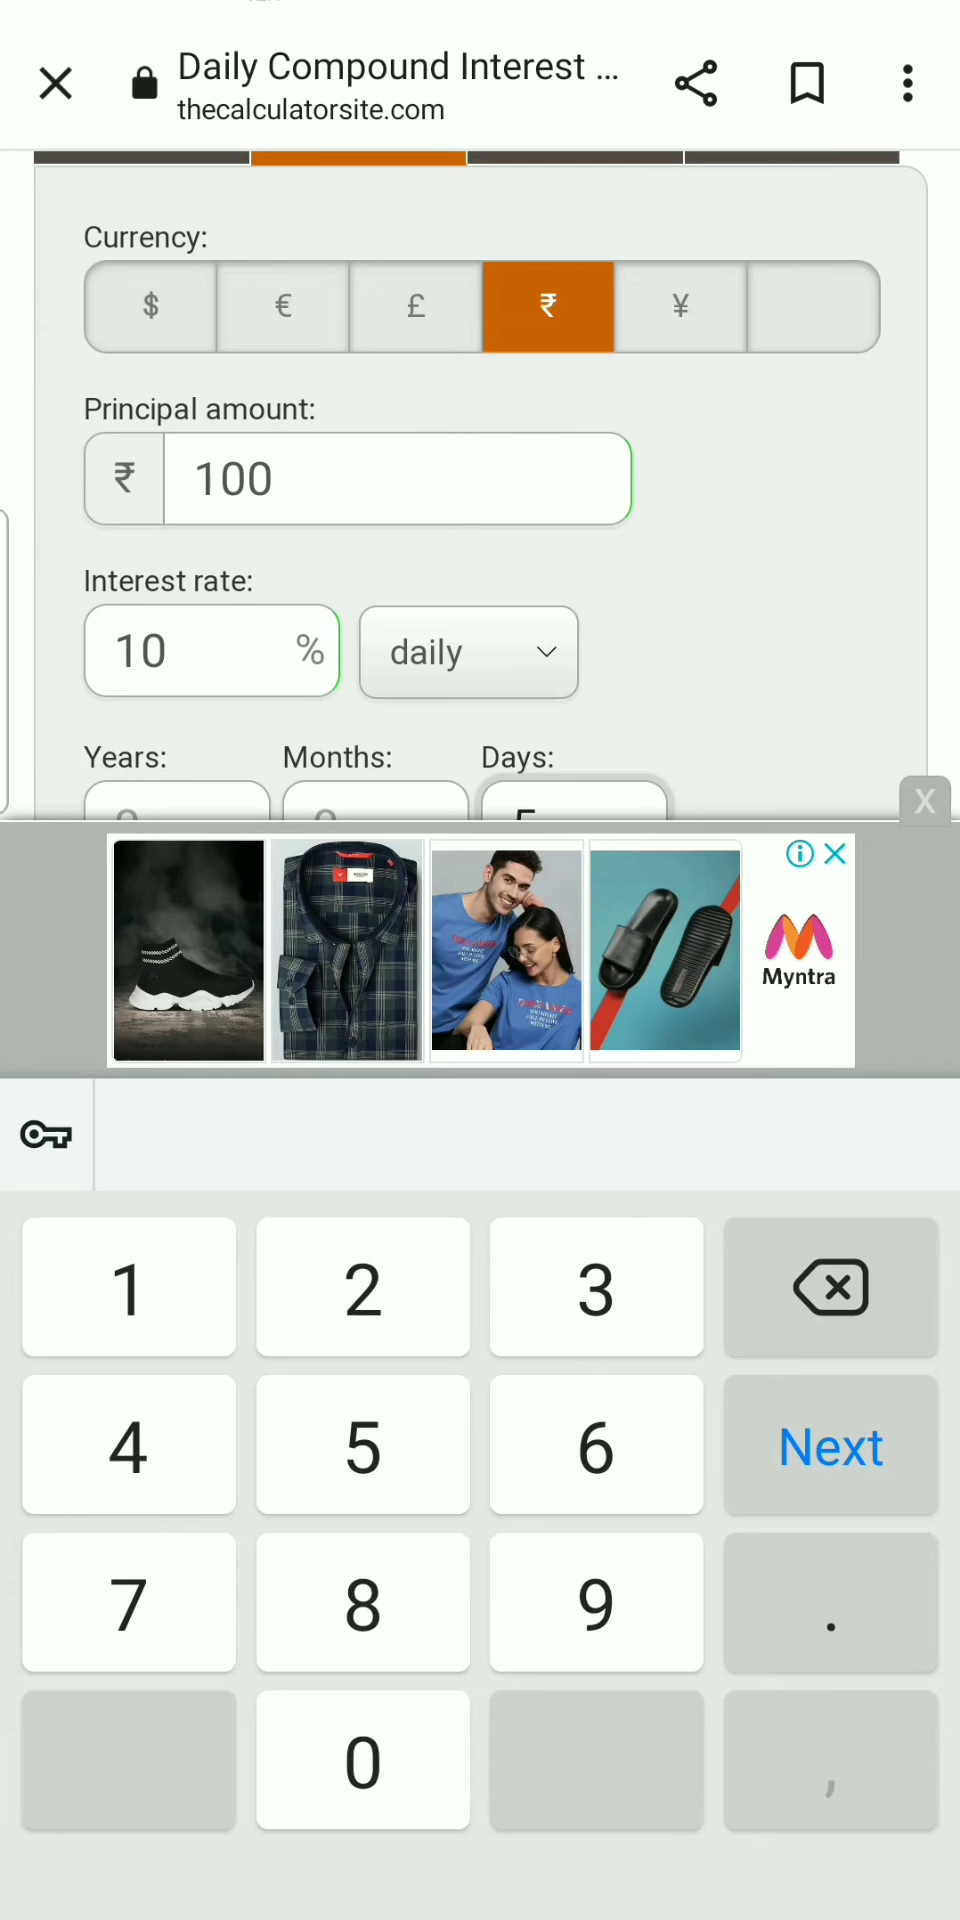 Daily Compound Interest ...
thecalculatorsite.com
Currency:
$ € £ ₹ ¥
Principal amount:
₹ 100
Interest rate:
10 % daily
Years: Months: Days:
X
Myntra
1 2 3
4 5 6 Next
7 8 9 .
0 ,